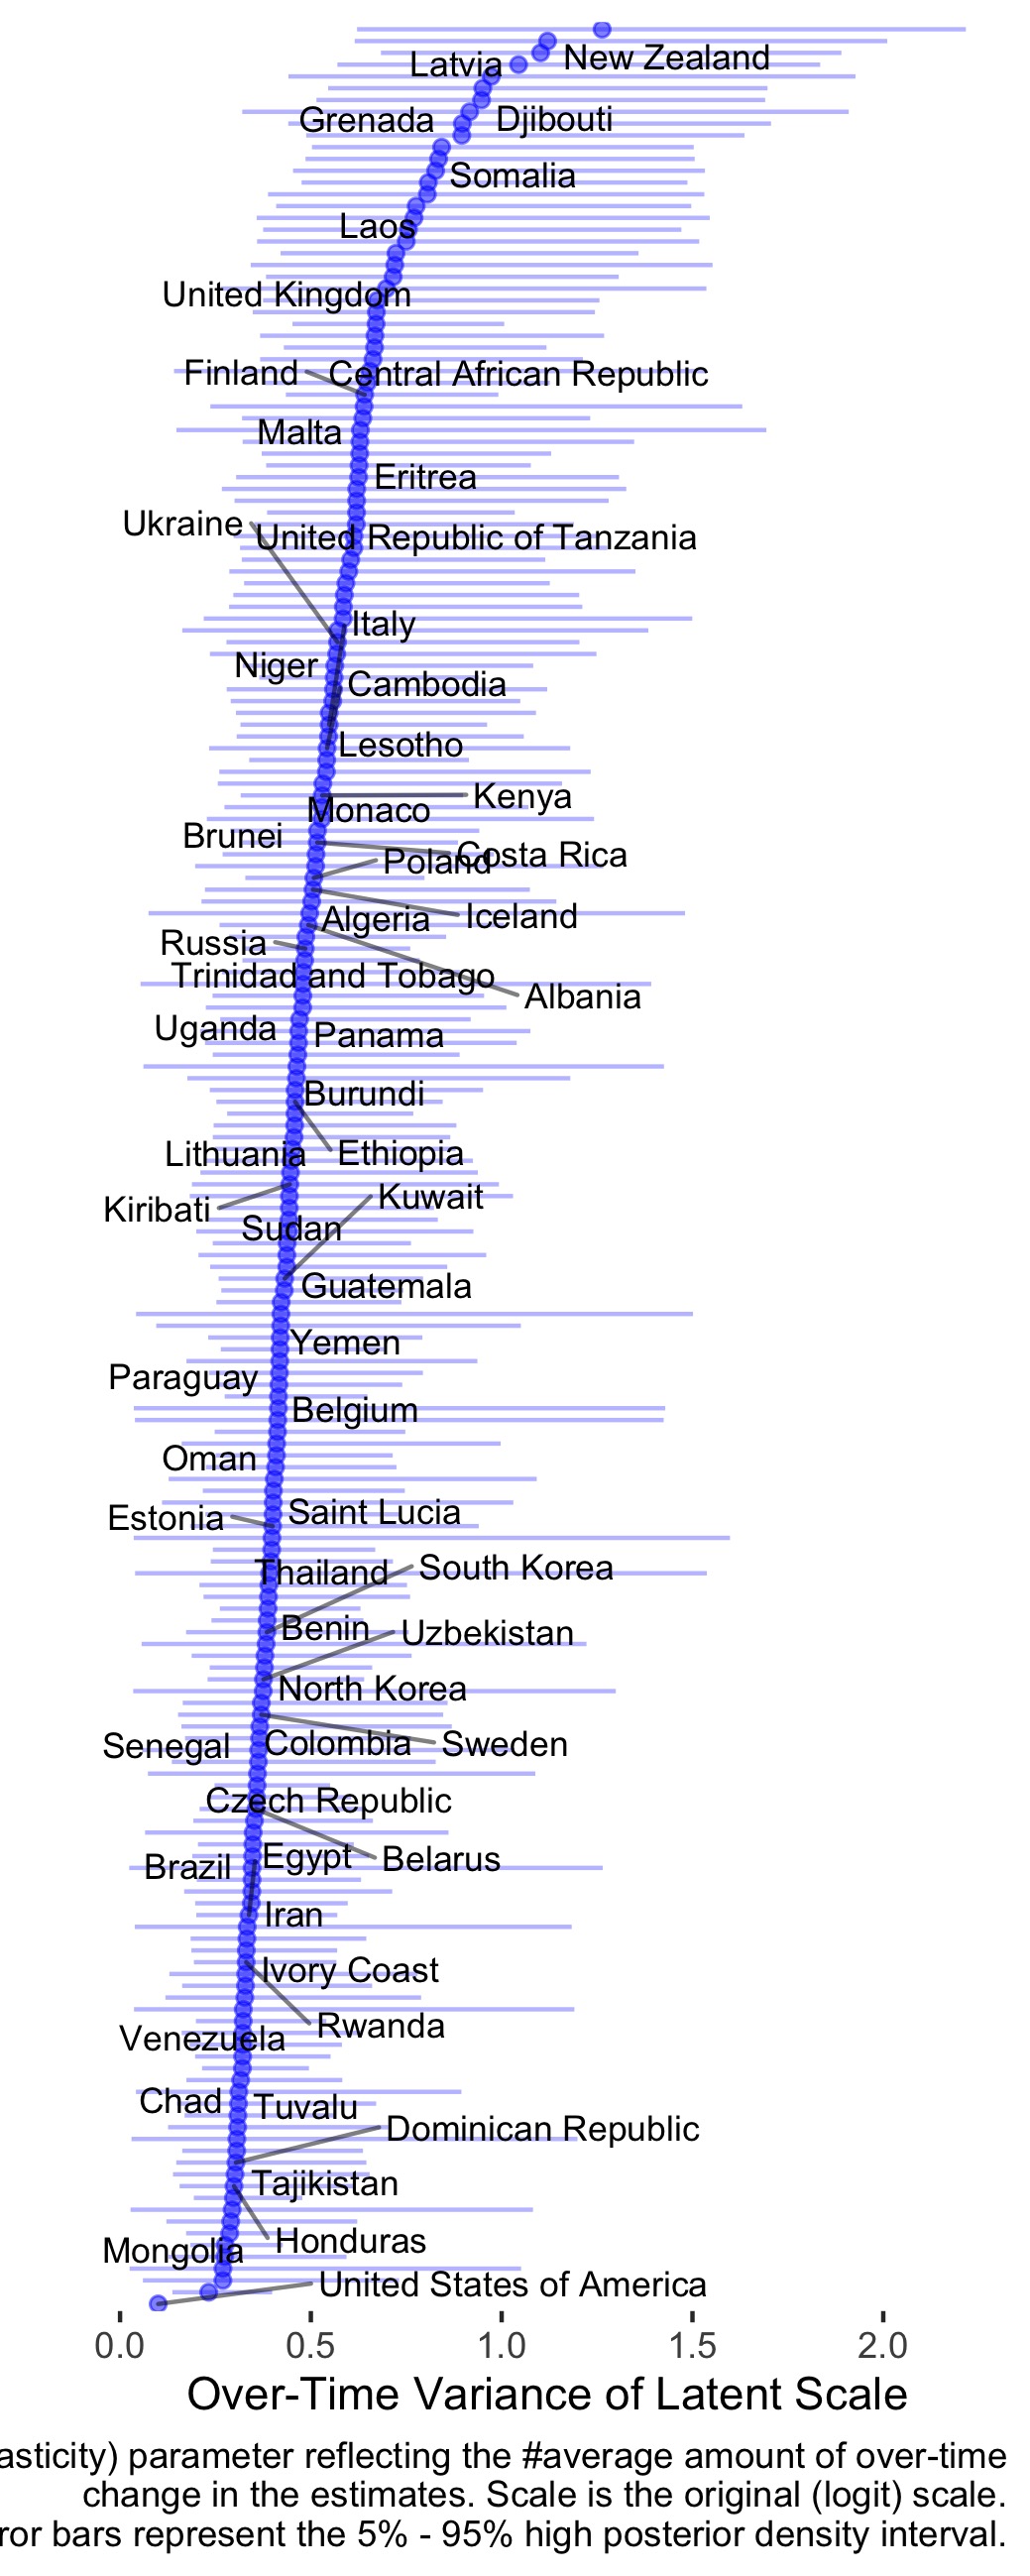 New Zealand
Latvia
Djibouti
Grenada
Somalia
Laos
United Kingdom
Finland
Central African Republic
Malta
Eritrea
Ukraine
United Republic of Tanzania
Italy
Niger
Cambodia
Lesotho
Kenya
Monaco
Brunei
Costa Rica
Poland
Iceland
Algeria
Russia
Trinidad and Tobago
Albania
Uganda
Panama
Burundi
Lithuania
Ethiopia
Kuwait
Kiribati
Sudan
Guatemala
Yemen
Paraguay
Belgium
Oman
Saint Lucia
Estonia
South Korea
Thailand
Benin
Uzbekistan
North Korea
Senegal
Colombia
Sweden
Czech Republic
Egypt
Belarus
Brazil
Iran
Ivory Coast
Rwanda
Venezuela
Chad
Tuvalu
Dominican Republic
Tajikistan
Honduras
Mongolia
United States of America
0.0 0.5 1.0 1.5 2.0
Over-Time Variance of Latent Scale
asticity) parameter reflecting the #average amount of over-time
change in the estimates. Scale is the original (logit) scale.
ror bars represent the 5% - 95% high posterior density interval.